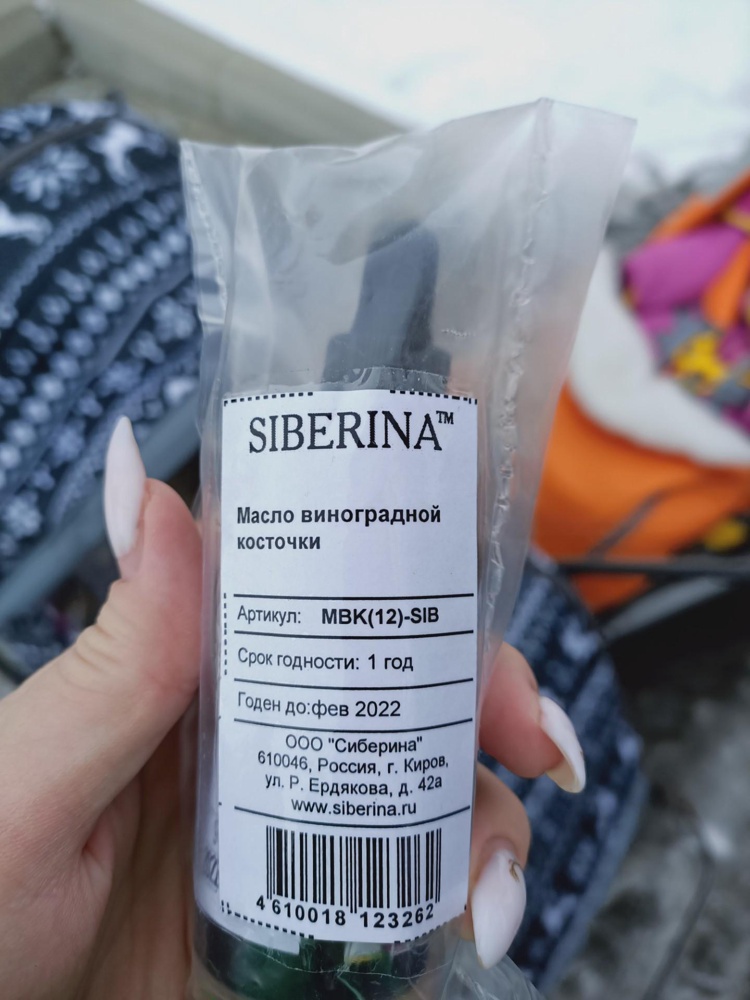 SIBERINA™
Масло виноградной
косточки
Артикул: MBK(12)-SIB
Срок годности: 1 год
Годен до:фев 2022
ООО "Сиберина"
610046, Россия, г. Киров,
ул. Р. Ердякова, д. 42а
www.siberina.ru
4 610018 123262